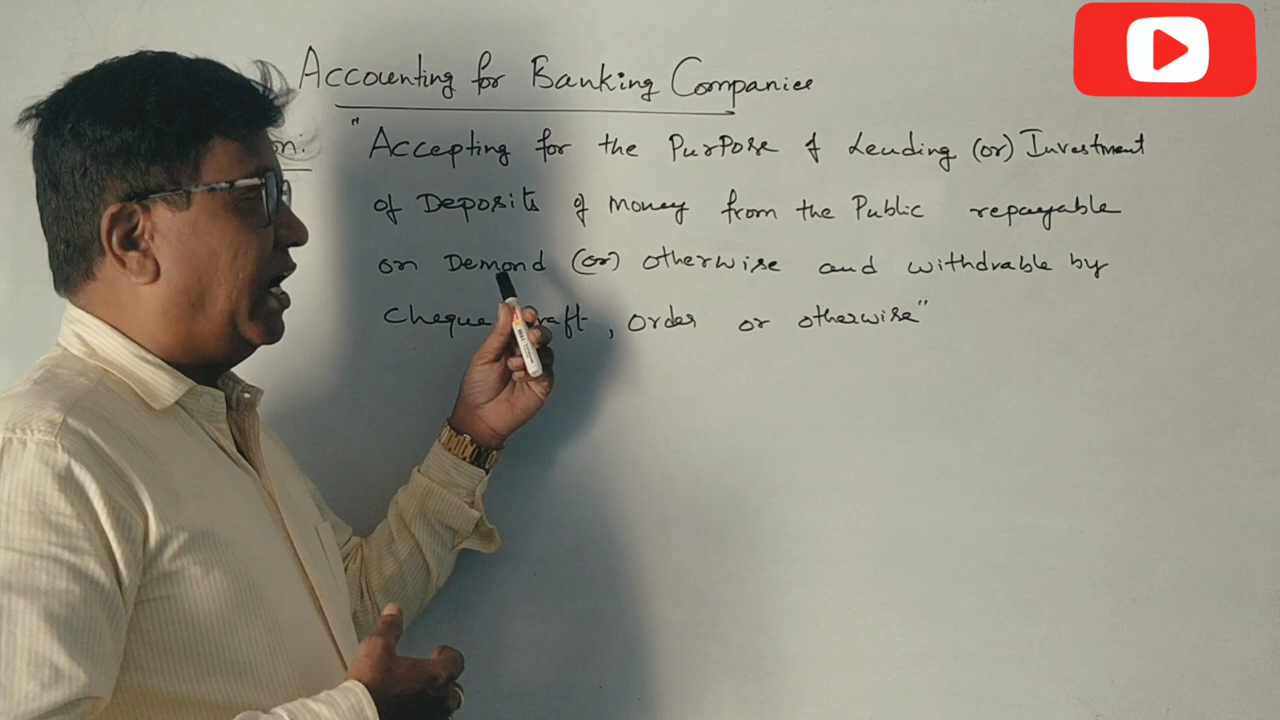 Accounting for Banking Companies
"Accepting for the Purpose of Lending (or) Investment
of Deposits of Money from the Public repayable
on Demand (or) otherwise and withdrable by
Cheque , Order or otherwise"